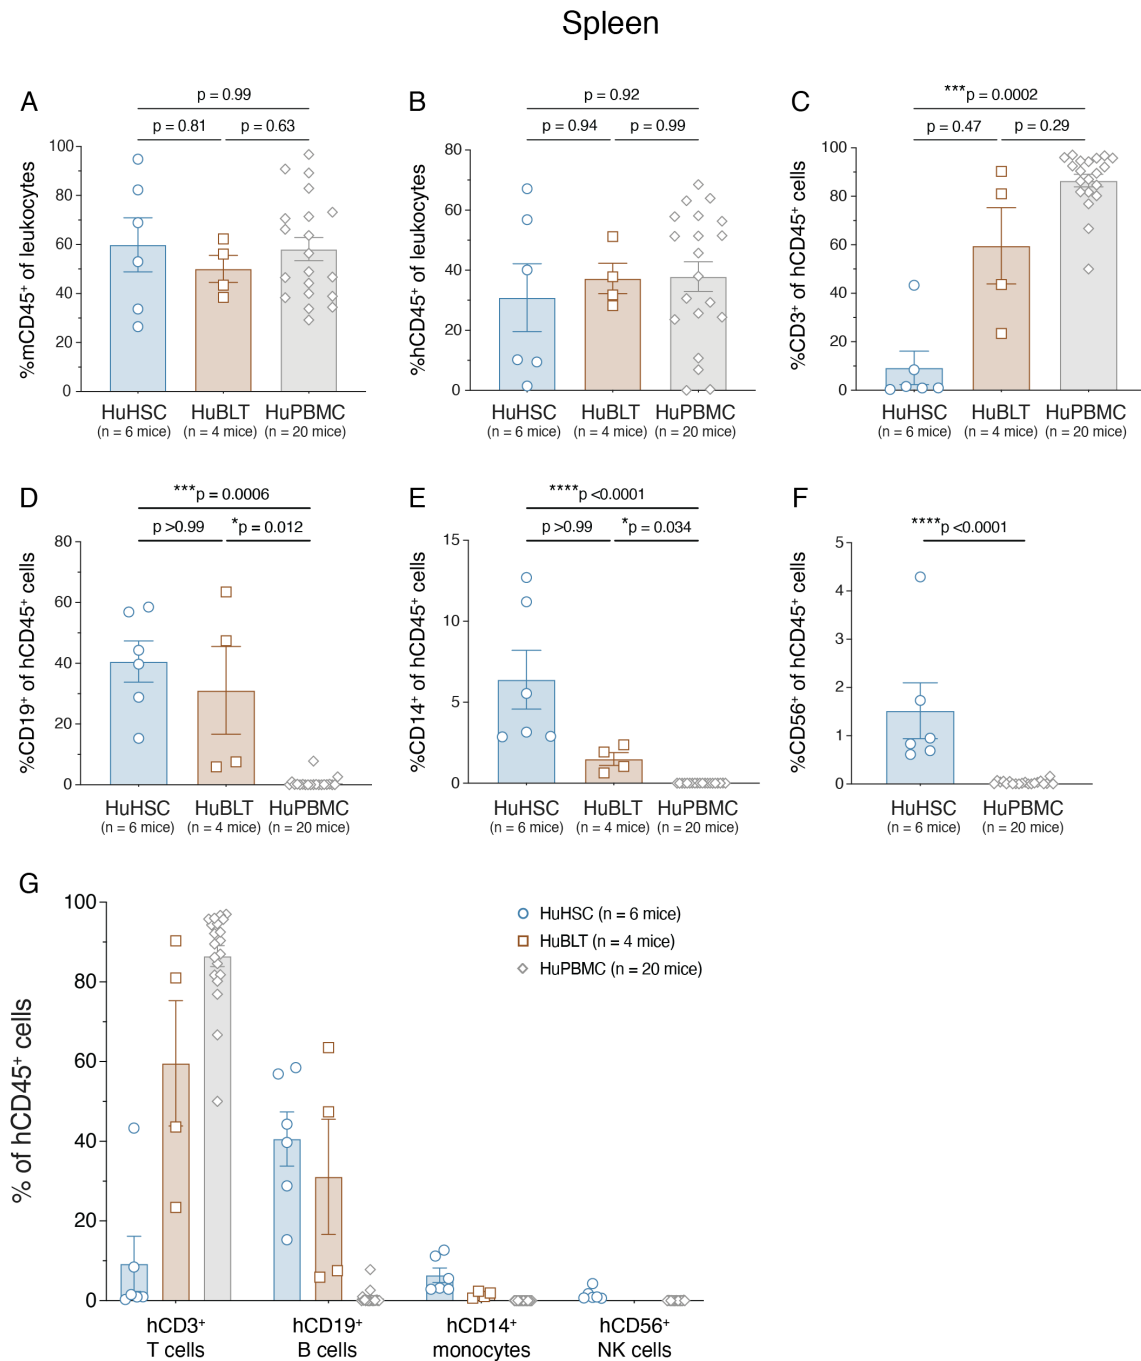 Spleen
A
p = 0.99
p = 0.81
p = 0.63
%mCD45⁺ of leukocytes
100
80
60
40
20
0
HuHSC
HuBLT
HuPBMC
(n = 6 mice)
(n = 4 mice)
(n = 20 mice)
B
p = 0.92
p = 0.94
p = 0.99
%hCD45⁺ of leukocytes
80
60
40
20
0
HuHSC
HuBLT
HuPBMC
(n = 6 mice)
(n = 4 mice)
(n = 20 mice)
C
***p = 0.0002
p = 0.47
p = 0.29
%CD3⁺ of hCD45⁺ cells
100
80
60
40
20
0
HuHSC
HuBLT
HuPBMC
(n = 6 mice)
(n = 4 mice)
(n = 20 mice)
D
***p = 0.0006
p >0.99
*p = 0.012
%CD19⁺ of hCD45⁺ cells
80
60
40
20
0
HuHSC
HuBLT
HuPBMC
(n = 6 mice)
(n = 4 mice)
(n = 20 mice)
E
****p <0.0001
p >0.99
*p = 0.034
%CD14⁺ of hCD45⁺ cells
15
10
5
0
HuHSC
HuBLT
HuPBMC
(n = 6 mice)
(n = 4 mice)
(n = 20 mice)
F
****p <0.0001
%CD56⁺ of hCD45⁺ cells
5
4
3
2
1
0
HuHSC
HuPBMC
(n = 6 mice)
(n = 20 mice)
G
% of hCD45⁺ cells
100
80
60
40
20
0
HuHSC (n = 6 mice)
HuBLT (n = 4 mice)
HuPBMC (n = 20 mice)
hCD3⁺
T cells
hCD19⁺
B cells
hCD14⁺
monocytes
hCD56⁺
NK cells